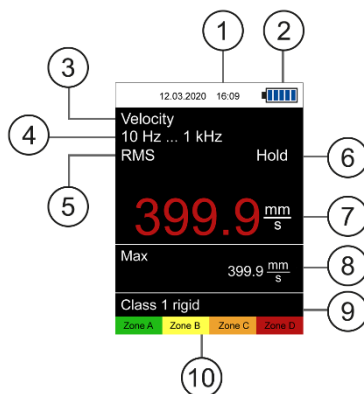 1
2
12.03.2020 16:09
3
Velocity
4
10 Hz ... 1 kHz
5
RMS
Hold
6
399.9 mm/s
7
Max
399.9 mm/s
8
Class 1 rigid
9
Zone A Zone B Zone C Zone D
10